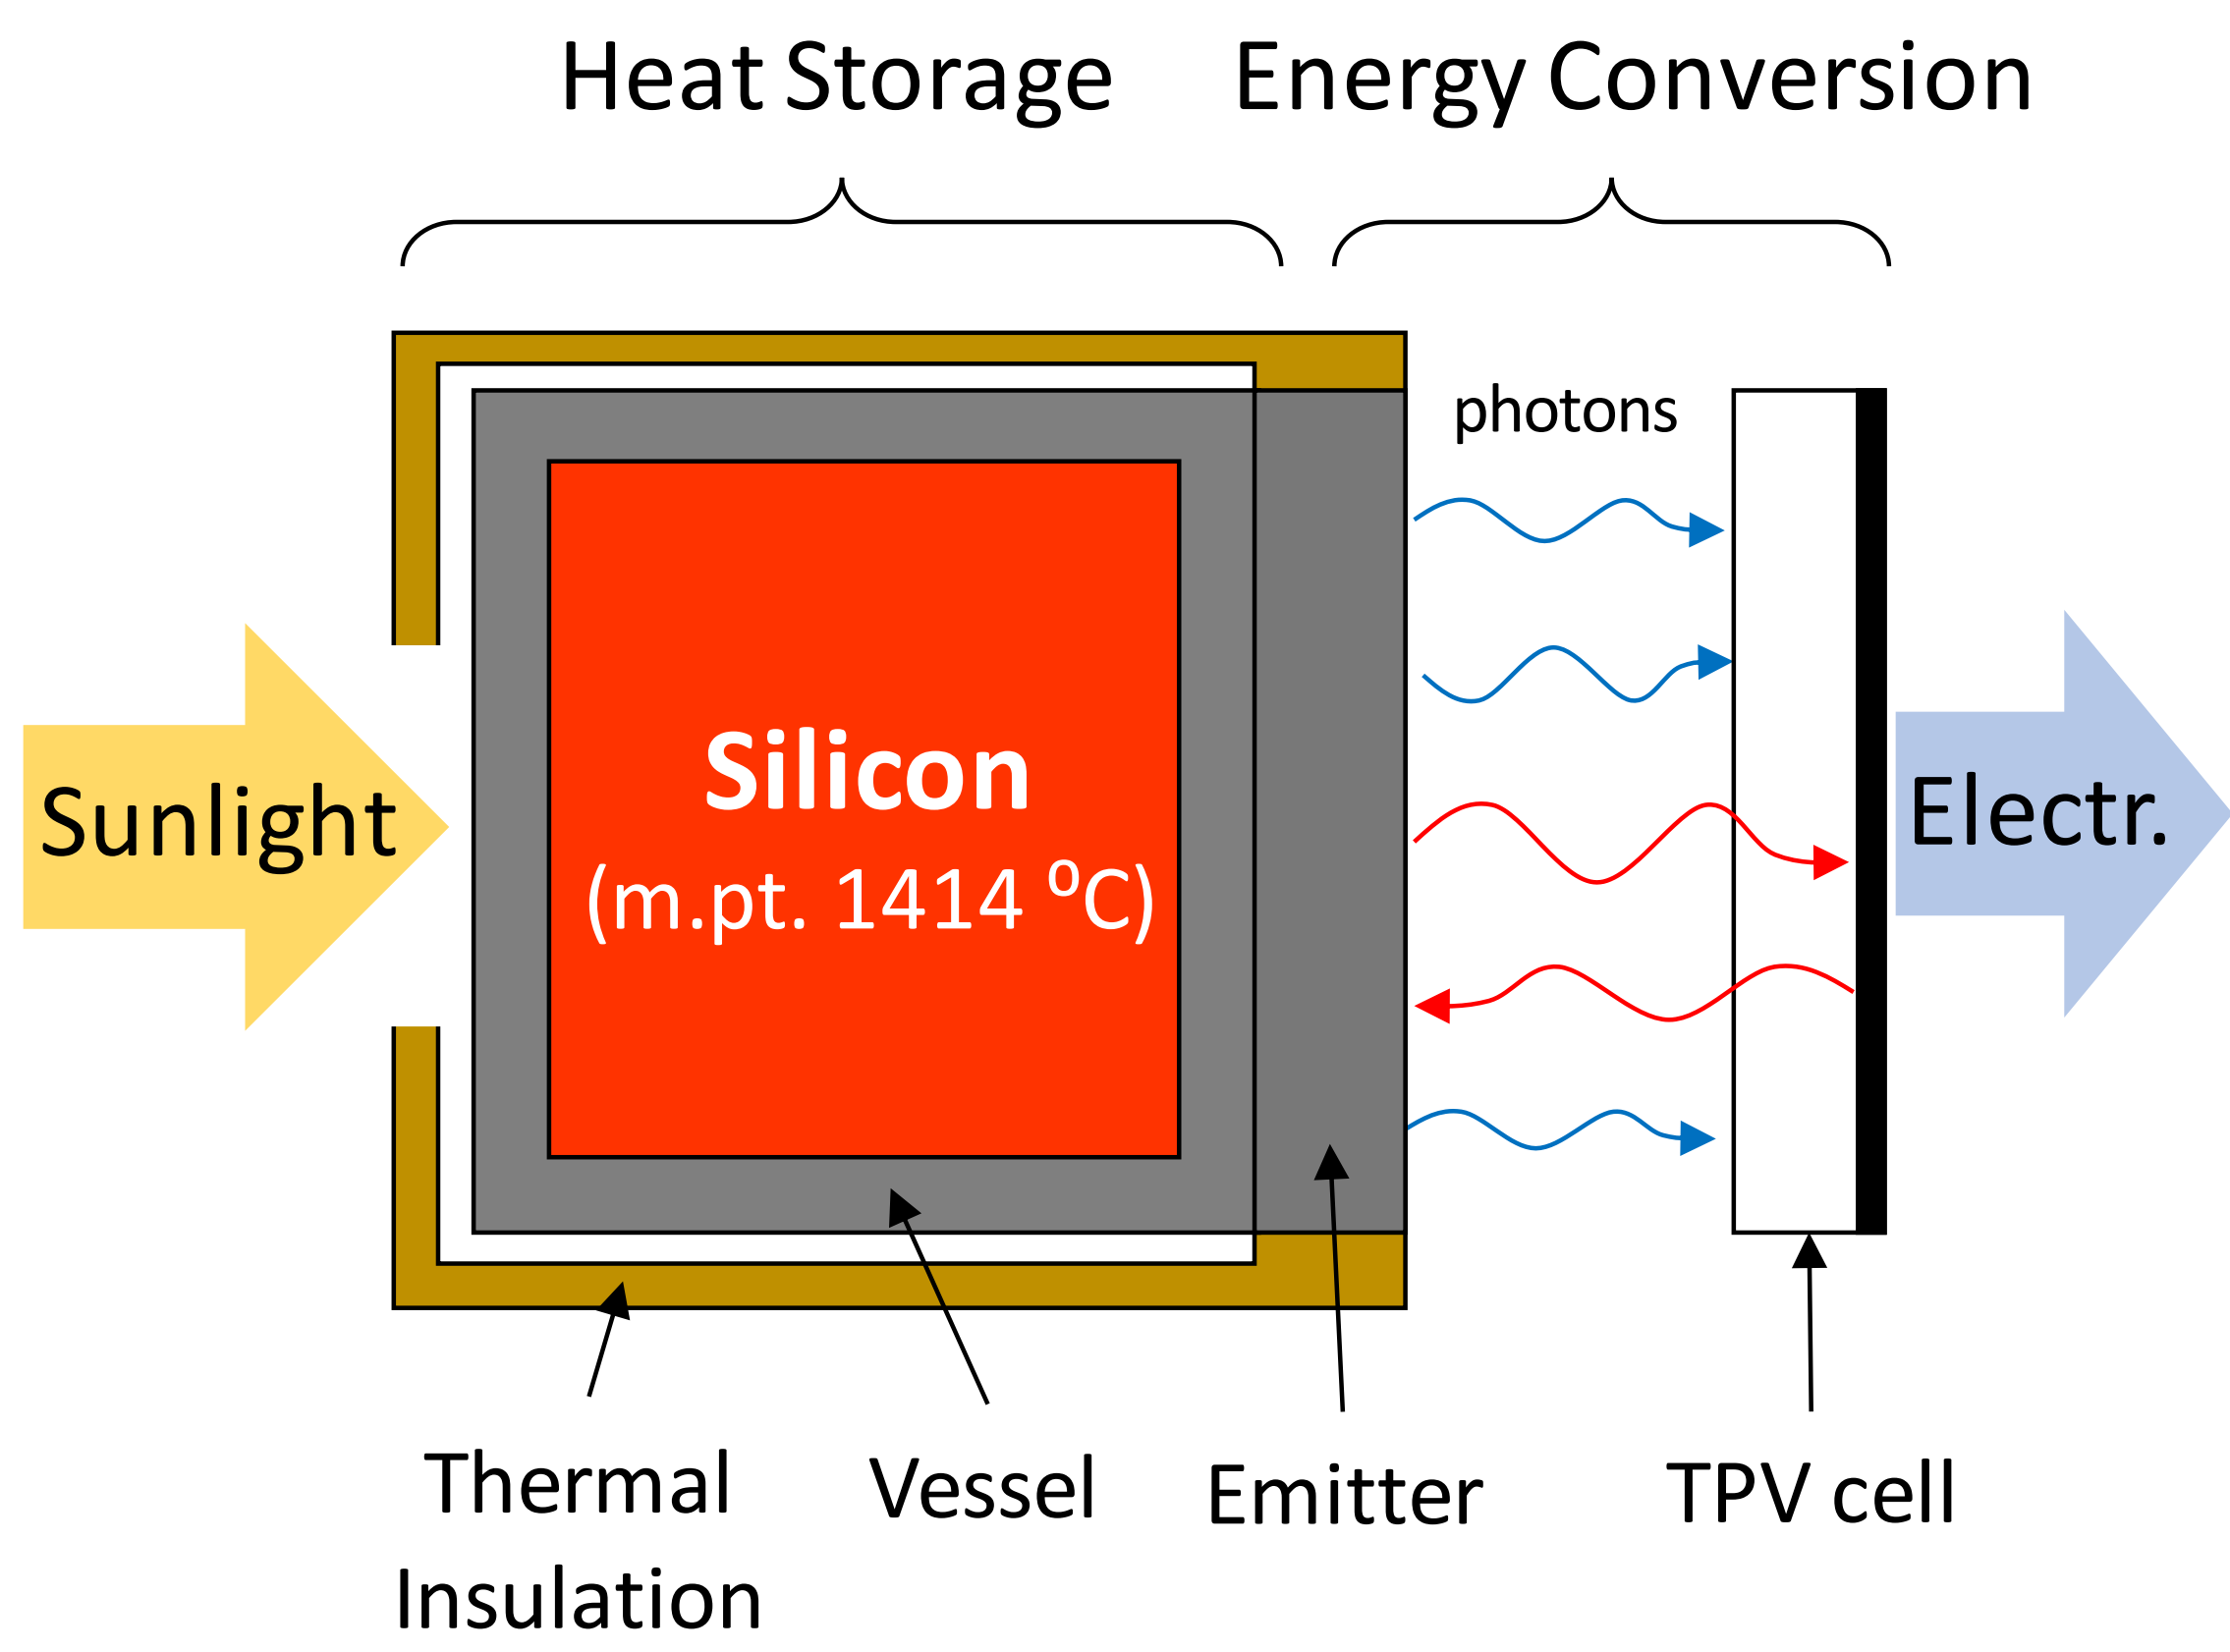 Heat Storage
Energy Conversion
photons
Sunlight
Silicon
(m.pt. 1414 ºC)
Electr.
Thermal
Insulation
Vessel
Emitter
TPV cell